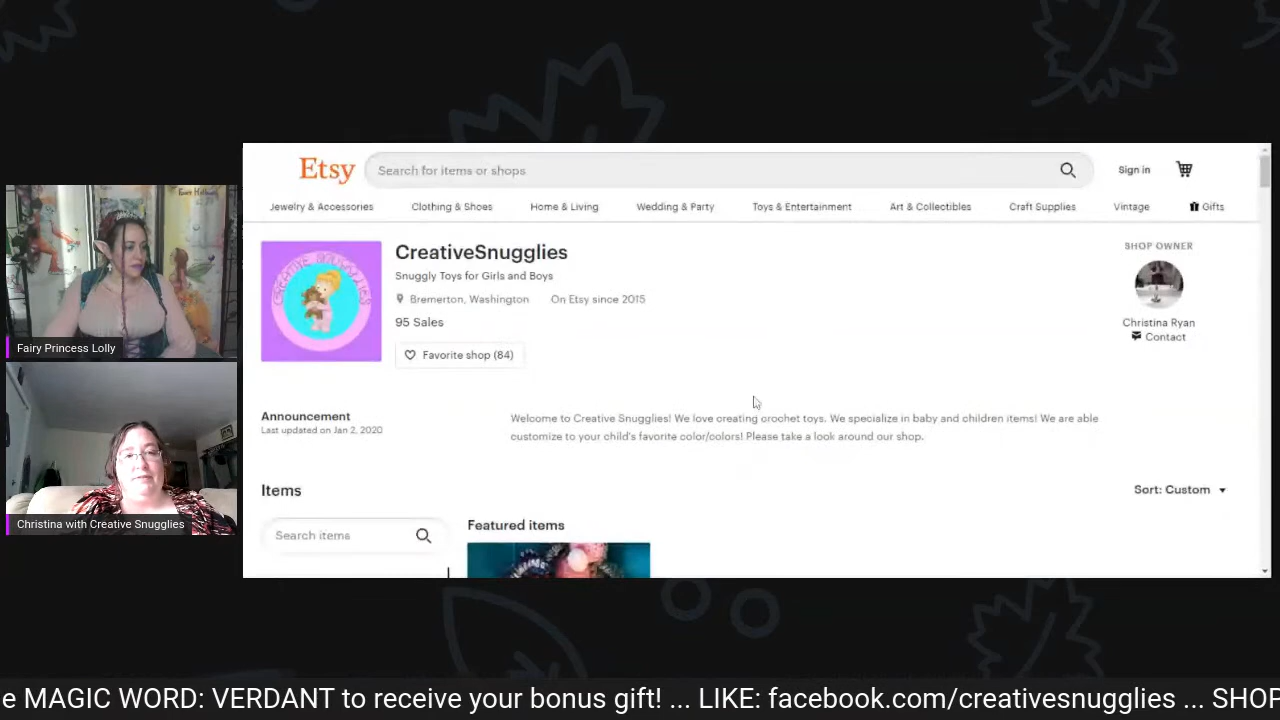 Etsy
Search for items or shops
Sign in
Jewelry & Accessories
Clothing & Shoes
Home & Living
Wedding & Party
Toys & Entertainment
Art & Collectibles
Craft Supplies
Vintage
Gifts
CREATIVE SNUGGLIES
CreativeSnugglies
Snuggly Toys for Girls and Boys
Bremerton, Washington
On Etsy since 2015
95 Sales
Favorite shop (84)
SHOP OWNER
Christina Ryan
Contact
Fairy Princess Lolly
Christina with Creative Snugglies
Announcement
Last updated on Jan 2, 2020
Welcome to Creative Snugglies! We love creating crochet toys. We specialize in baby and children items! We are able
customize to your child's favorite color/colors! Please take a look around our shop.
Items
Sort: Custom
Search items
Featured items
e MAGIC WORD: VERDANT to receive your bonus gift! ... LIKE: facebook.com/creativesnugglies ... SHOP